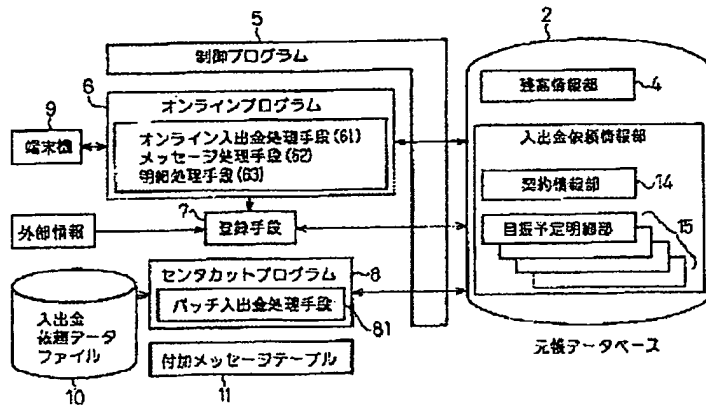 5
制御プログラム
2
残高情報部
4
6
オンラインプログラム
9
端末機
オンライン入出金処理手段(61)
メッセージ処理手段(62)
明細処理手段(63)
入出金依頼情報部
契約情報部
14
7
登録手段
外部情報
自振予定明細部
15
センタカットプログラム
8
バッチ入出金処理手段
81
入出金
依頼データ
ファイル
10
付加メッセージテーブル
11
元帳データベース